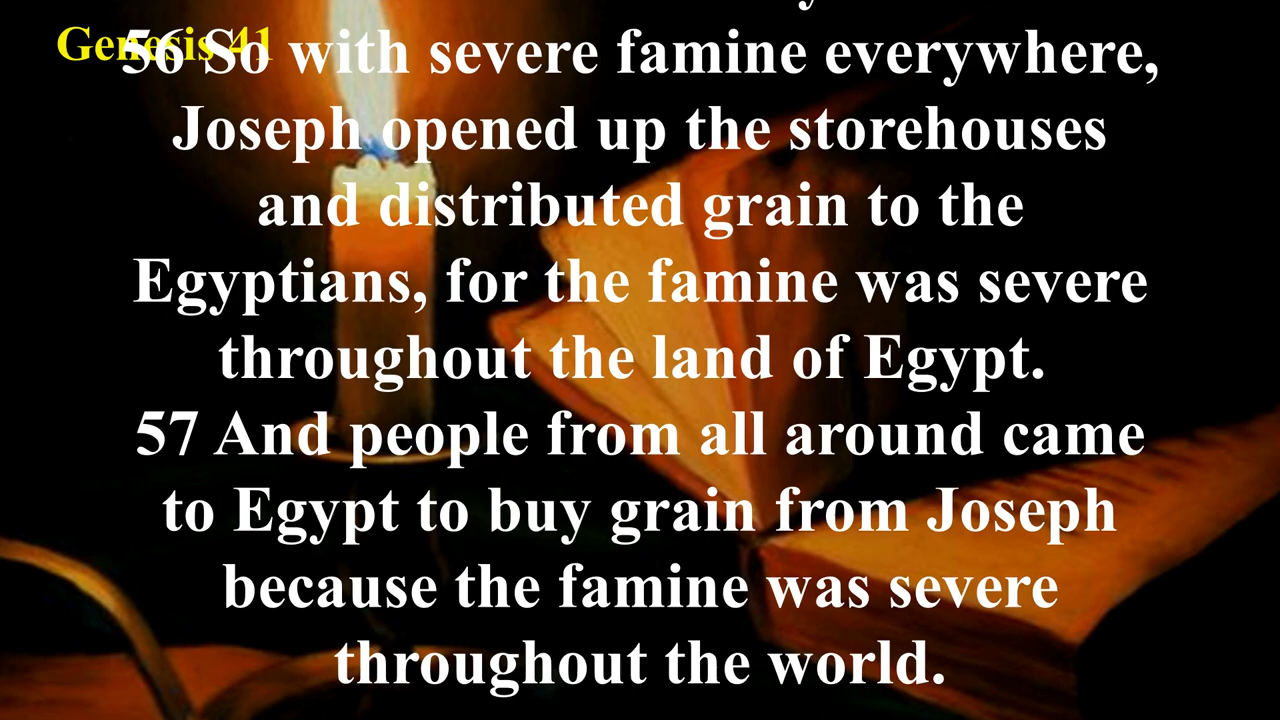 Genesis 41
56 So with severe famine everywhere,
Joseph opened up the storehouses
and distributed grain to the
Egyptians, for the famine was severe
throughout the land of Egypt.
57 And people from all around came
to Egypt to buy grain from Joseph
because the famine was severe
throughout the world.